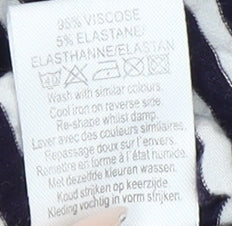 95% VISCOSE
5% ELASTANE/
ELASTHANNE/ELASTAN
Wash with similar colours.
Cool iron on reverse side.
Re-shape whilst damp.
Laver avec des couleurs similaires.
Repassage doux sur l'envers.
Remettre en forme à l'état humide.
Met dezelfde kleuren wassen.
Koud strijken op keerzijde
Kleding vochtig in vorm strijken.